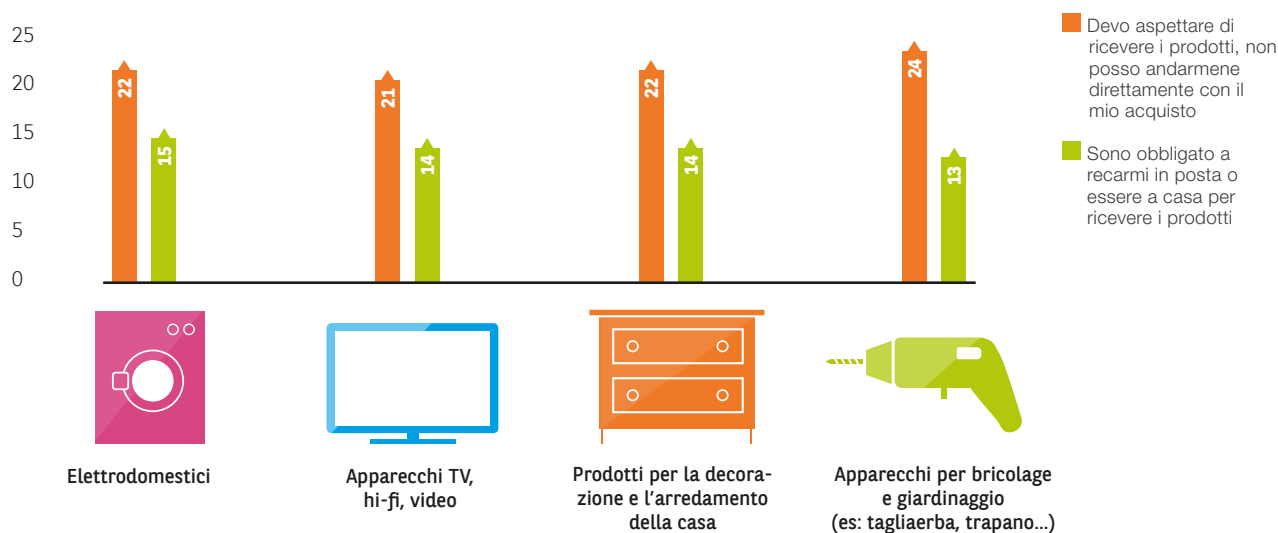 25
20
15
10
5
0
22
15
21
14
22
14
24
13
Devo aspettare di
ricevere i prodotti, non
posso andarmene
direttamente con il
mio acquisto
Sono obbligato a
recarmi in posta o
essere a casa per
ricevere i prodotti
Elettrodomestici
Apparecchi TV,
hi-fi, video
Prodotti per la decora-
zione e l'arredamento
della casa
Apparecchi per bricolage
e giardinaggio
(es: tagliaerba, trapano...)